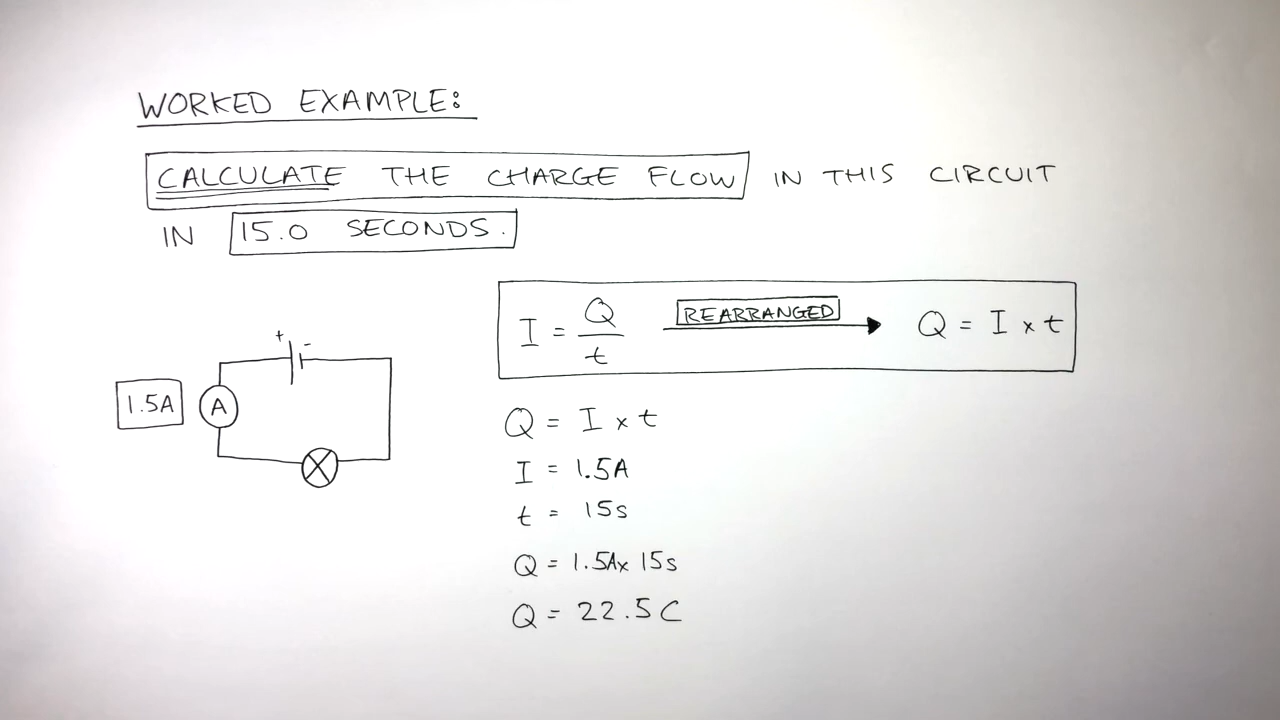 WORKED EXAMPLE:
CALCULATE THE CHARGE FLOW IN THIS CIRCUIT
IN 15.0 SECONDS.
I = Q/t REARRANGED Q = I x t
+ -
1.5A A
Q = I x t
I = 1.5A
t = 15s
Q = 1.5A x 15s
Q = 22.5C